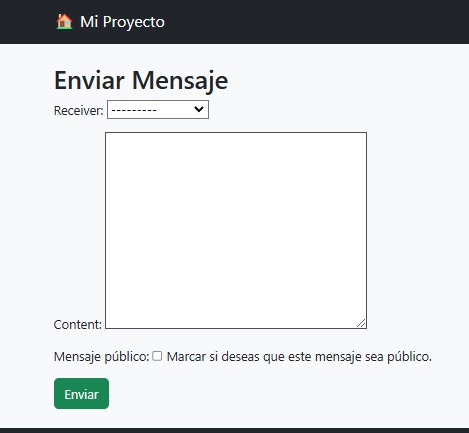 🏠 Mi Proyecto
Enviar Mensaje
Receiver: ---------
Content:
Mensaje público: Marcar si deseas que este mensaje sea público.
Enviar